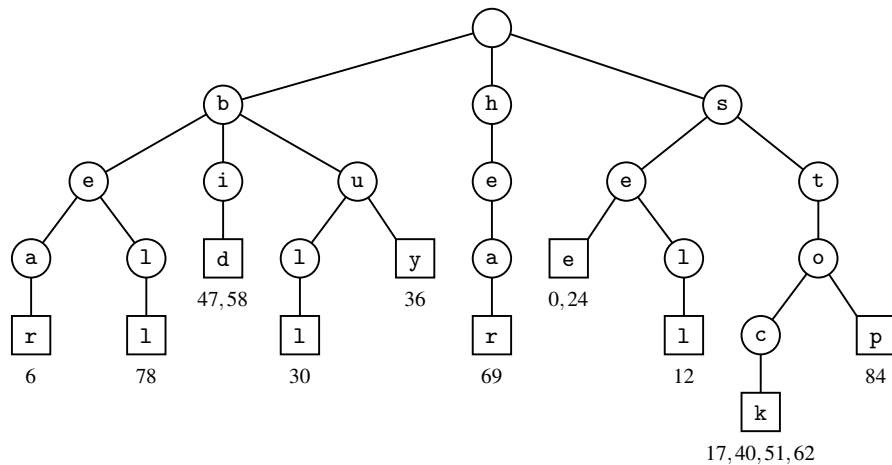 b h s
e i u e e t
a l d l y a e l o
47, 58 36 0, 24
r l l r l c p
6 78 30 69 12 84
k
17, 40, 51, 62